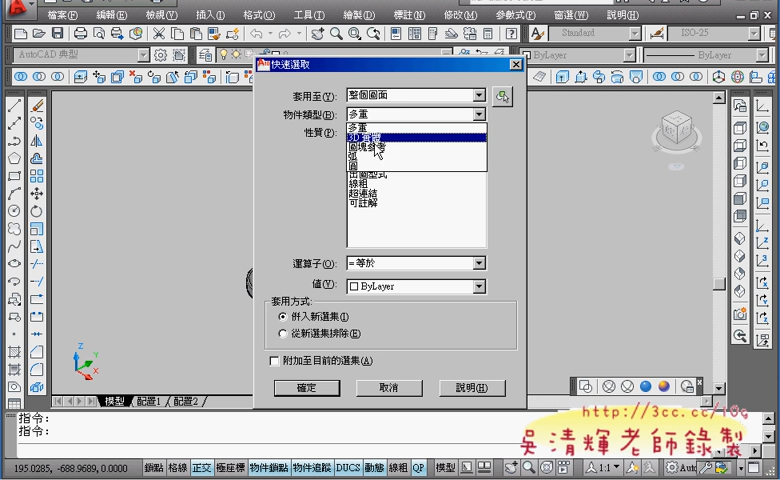 檔案(F) 編輯(E) 檢視(V) 插入(I) 格式(O) 工具(T) 繪製(D) 標註(N) 修改(M) 參數式(P) 視窗(W) 說明(H)
Standard ISO-25
AutoCAD 典型 ByLayer ByLayer
快速選取
套用至(Y): 整個圖面
物件類型(B): 多重
多重
性質(P): 3D 實體
圖塊參考
弧
圓
出圖型式
線組
超連結
可註解
運算子(O): = 等於
值(V): ByLayer
套用方式:
併入新選集(I)
從新選集排除(E)
附加至目前的選集(A)
確定 取消 說明(H)
Z
Y
X
模型 配置1 配置2
指令:
指令:
http://3cc.cc/10q
吳清輝老師錄製
195.0285, -688.9689, 0.0000 鎖點 格線 正交 極座標 物件鎖點 物件追蹤 DUCS 動態 線粗 QP 模型 1:1 Auto